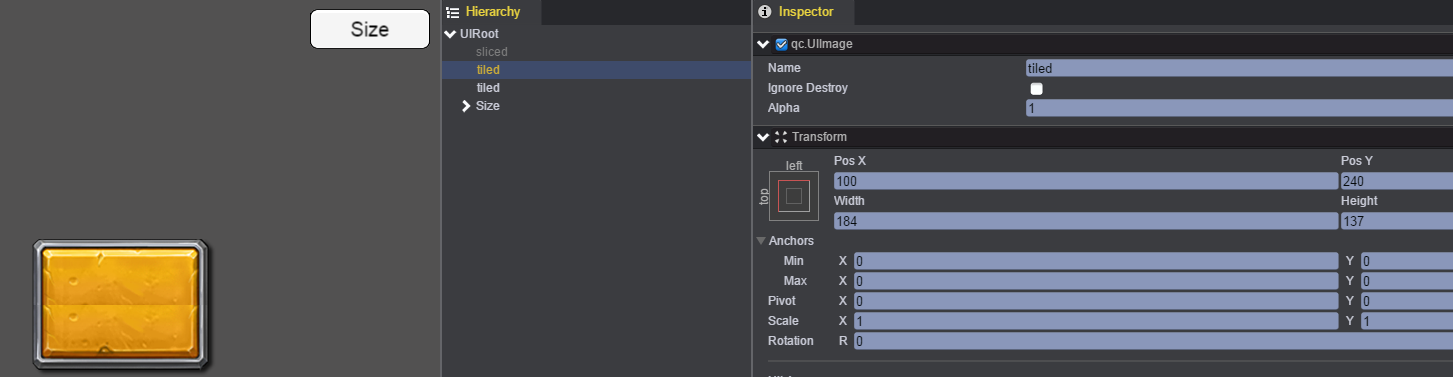 Size
Hierarchy
UIRoot
sliced
tiled
tiled
Size
Inspector
qc.UIImage
Name tiled
Ignore Destroy
Alpha 1
Transform
left
top
Pos X Pos Y
100 240
Width Height
184 137
Anchors
Min X 0 Y 0
Max X 0 Y 0
Pivot X 0 Y 0
Scale X 1 Y 1
Rotation R 0